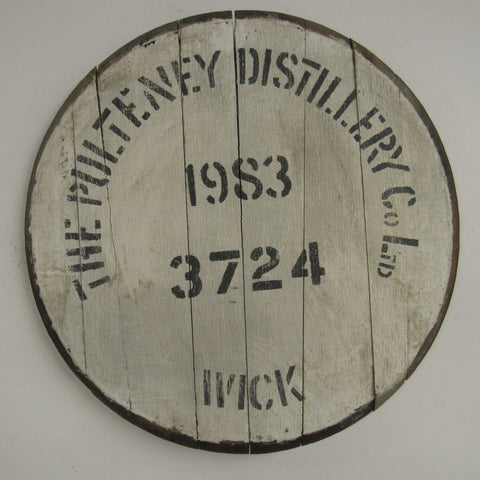 THE PULTENEY DISTILLERY Co LTD
1983
3724
WICK